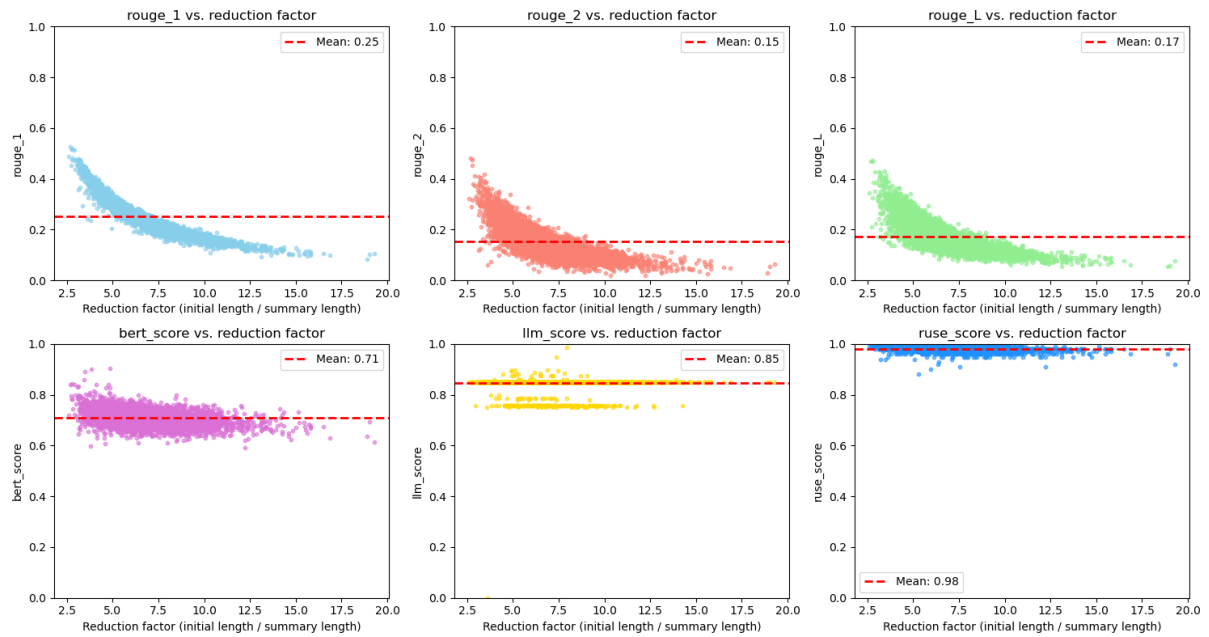 rouge_1 vs. reduction factor
1.0
0.8
0.6
0.4
0.2
0.0
rouge_1
Mean: 0.25
2.5 5.0 7.5 10.0 12.5 15.0 17.5 20.0
Reduction factor (initial length / summary length)
rouge_2 vs. reduction factor
1.0
0.8
0.6
0.4
0.2
0.0
rouge_2
Mean: 0.15
2.5 5.0 7.5 10.0 12.5 15.0 17.5 20.0
Reduction factor (initial length / summary length)
rouge_L vs. reduction factor
1.0
0.8
0.6
0.4
0.2
0.0
rouge_L
Mean: 0.17
2.5 5.0 7.5 10.0 12.5 15.0 17.5 20.0
Reduction factor (initial length / summary length)
bert_score vs. reduction factor
1.0
0.8
0.6
0.4
0.2
0.0
bert_score
Mean: 0.71
2.5 5.0 7.5 10.0 12.5 15.0 17.5 20.0
Reduction factor (initial length / summary length)
llm_score vs. reduction factor
1.0
0.8
0.6
0.4
0.2
0.0
llm_score
Mean: 0.85
2.5 5.0 7.5 10.0 12.5 15.0 17.5 20.0
Reduction factor (initial length / summary length)
ruse_score vs. reduction factor
1.0
0.8
0.6
0.4
0.2
0.0
ruse_score
Mean: 0.98
2.5 5.0 7.5 10.0 12.5 15.0 17.5 20.0
Reduction factor (initial length / summary length)